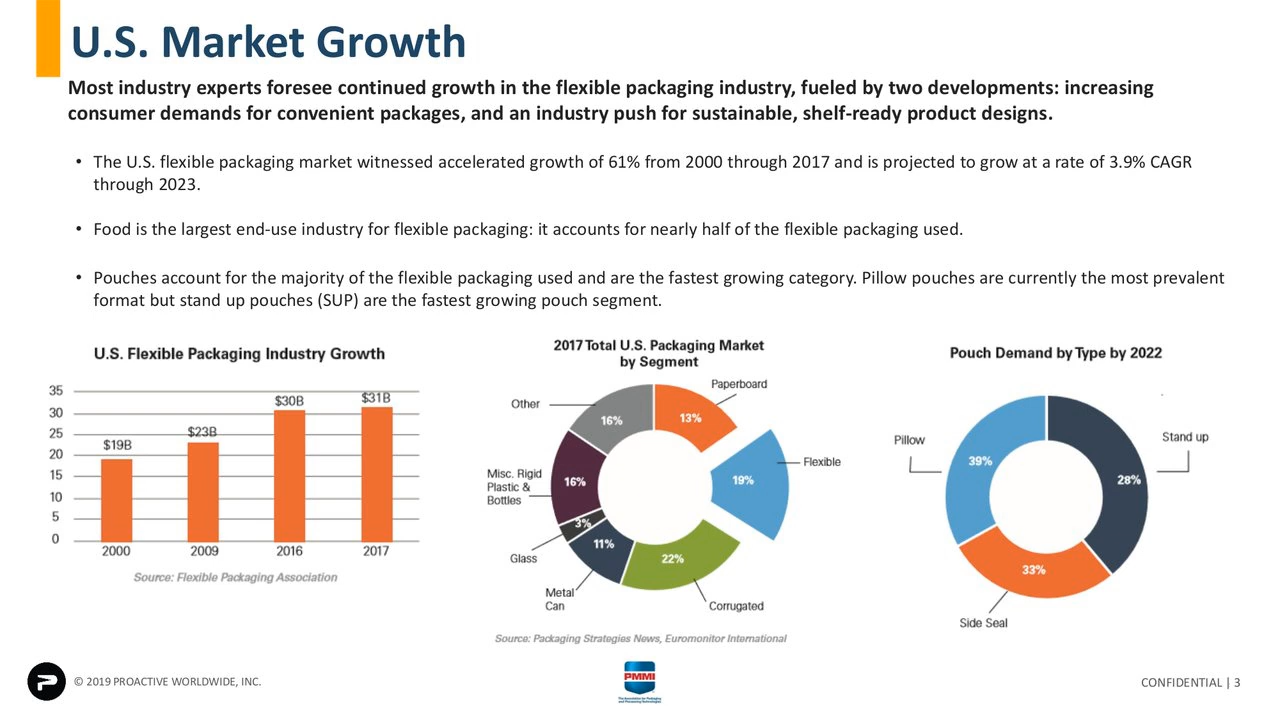 U.S. Market Growth
Most industry experts foresee continued growth in the flexible packaging industry, fueled by two developments: increasing
consumer demands for convenient packages, and an industry push for sustainable, shelf-ready product designs.
• The U.S. flexible packaging market witnessed accelerated growth of 61% from 2000 through 2017 and is projected to grow at a rate of 3.9% CAGR
through 2023.
• Food is the largest end-use industry for flexible packaging: it accounts for nearly half of the flexible packaging used.
• Pouches account for the majority of the flexible packaging used and are the fastest growing category. Pillow pouches are currently the most prevalent
format but stand up pouches (SUP) are the fastest growing pouch segment.
U.S. Flexible Packaging Industry Growth
35
30
25
20
15
10
5
0
$19B
$23B
$30B
$31B
2000
2009
2016
2017
Source: Flexible Packaging Association
2017 Total U.S. Packaging Market
by Segment
Paperboard
13%
Flexible
19%
Corrugated
22%
Metal
Can
11%
Glass
3%
Misc. Rigid
Plastic &
Bottles
16%
Other
16%
Source: Packaging Strategies News, Euromonitor International
Pouch Demand by Type by 2022
Pillow
39%
Stand up
28%
Side Seal
33%
© 2019 PROACTIVE WORLDWIDE, INC.
PMMI
The Association for Packaging
and Processing Technologies
CONFIDENTIAL | 3